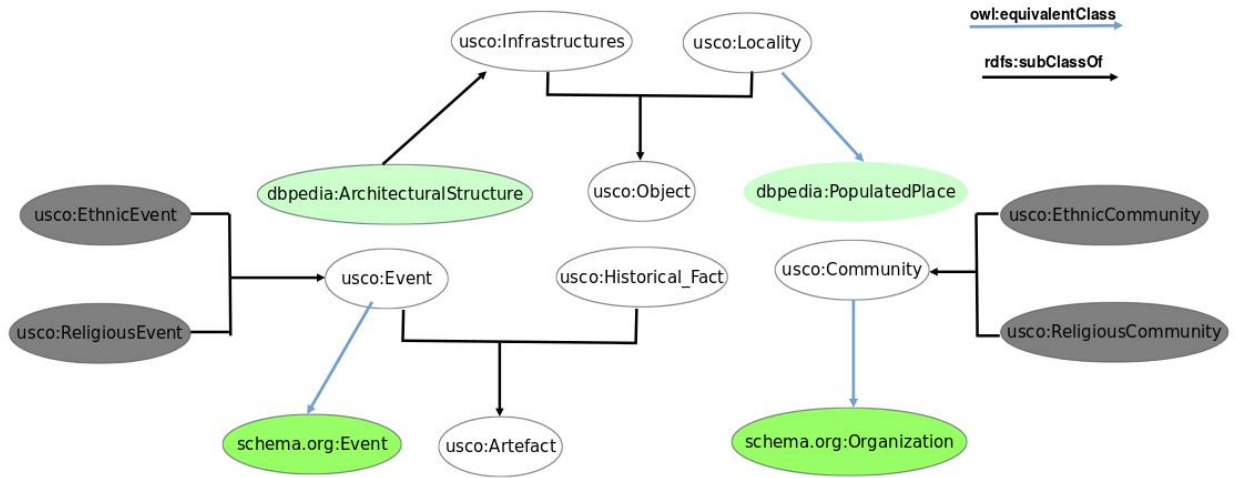 owl:equivalentClass
usco:Infrastructures
usco:Locality
rdfs:subClassOf
dbpedia:ArchitecturalStructure
usco:Object
dbpedia:PopulatedPlace
usco:EthnicEvent
usco:EthnicCommunity
usco:Event
usco:Historical_Fact
usco:Community
usco:ReligiousEvent
usco:ReligiousCommunity
schema.org:Event
usco:Artefact
schema.org:Organization